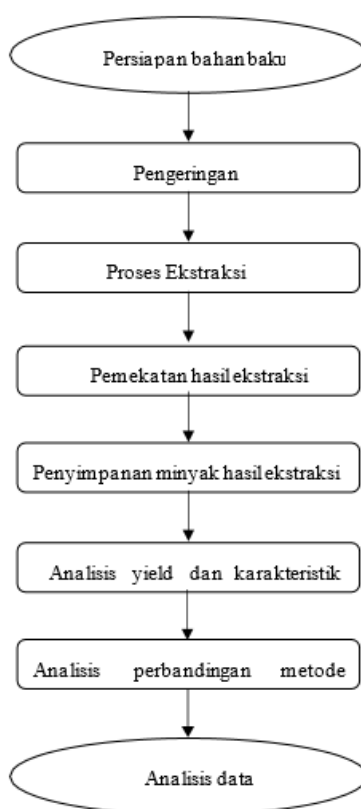 Persiapan bahan baku
Pengeringan
Proses Ekstraksi
Pemekatan hasil ekstraksi
Penyimpanan minyak hasil ekstraksi
Analisis yield dan karakteristik
Analisis perbandingan metode
Analisis data